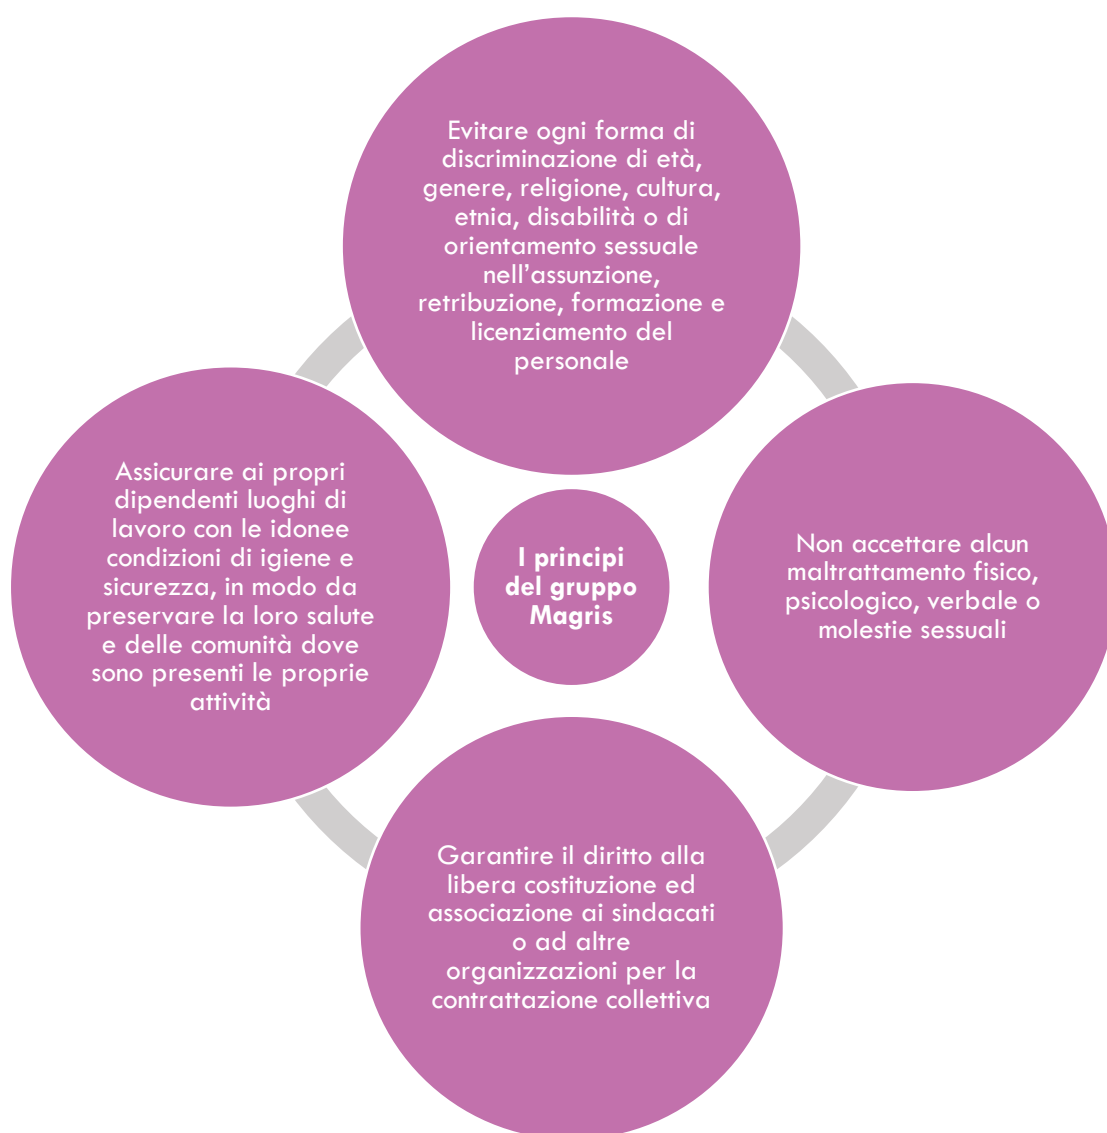 Evitare ogni forma di
discriminazione di età,
genere, religione, cultura,
etnia, disabilità o di
orientamento sessuale
nell’assunzione,
retribuzione, formazione e
licenziamento del
personale
Assicurare ai propri
dipendenti luoghi di
lavoro con le idonee
condizioni di igiene e
sicurezza, in modo da
preservare la loro salute
e delle comunità dove
sono presenti le proprie
attività
I principi
del gruppo
Magris
Non accettare alcun
maltrattamento fisico,
psicologico, verbale o
molestie sessuali
Garantire il diritto alla
libera costituzione ed
associazione ai sindacati
o ad altre
organizzazioni per la
contrattazione collettiva